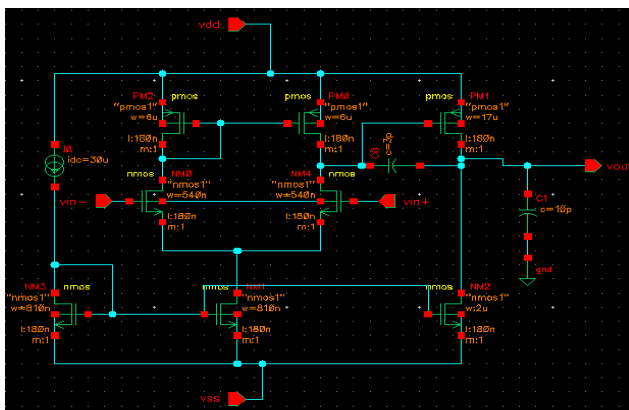 vdd
PM2 pmos
"pmos1"
w=6u
l:180n
m:1
pmos PM0
"pmos1"
w=6u
l:180n
m:1
pmos PM1
"pmos1"
w=17u
l:180n
m:1
I0
idc=30u
c=3p
vout
nmos NM0
"nmos1"
w=540n
l:180n
m:1
NM4 nmos
"nmos1"
w=540n
l:180n
m:1
vin-
vin+
C1
c=10p
gnd
NM3 nmos
"nmos1"
w=810n
l:180n
m:1
nmos NM1
"nmos1"
w=810n
l:180n
m:1
nmos NM2
"nmos1"
w:2u
l:180n
m:1
vss